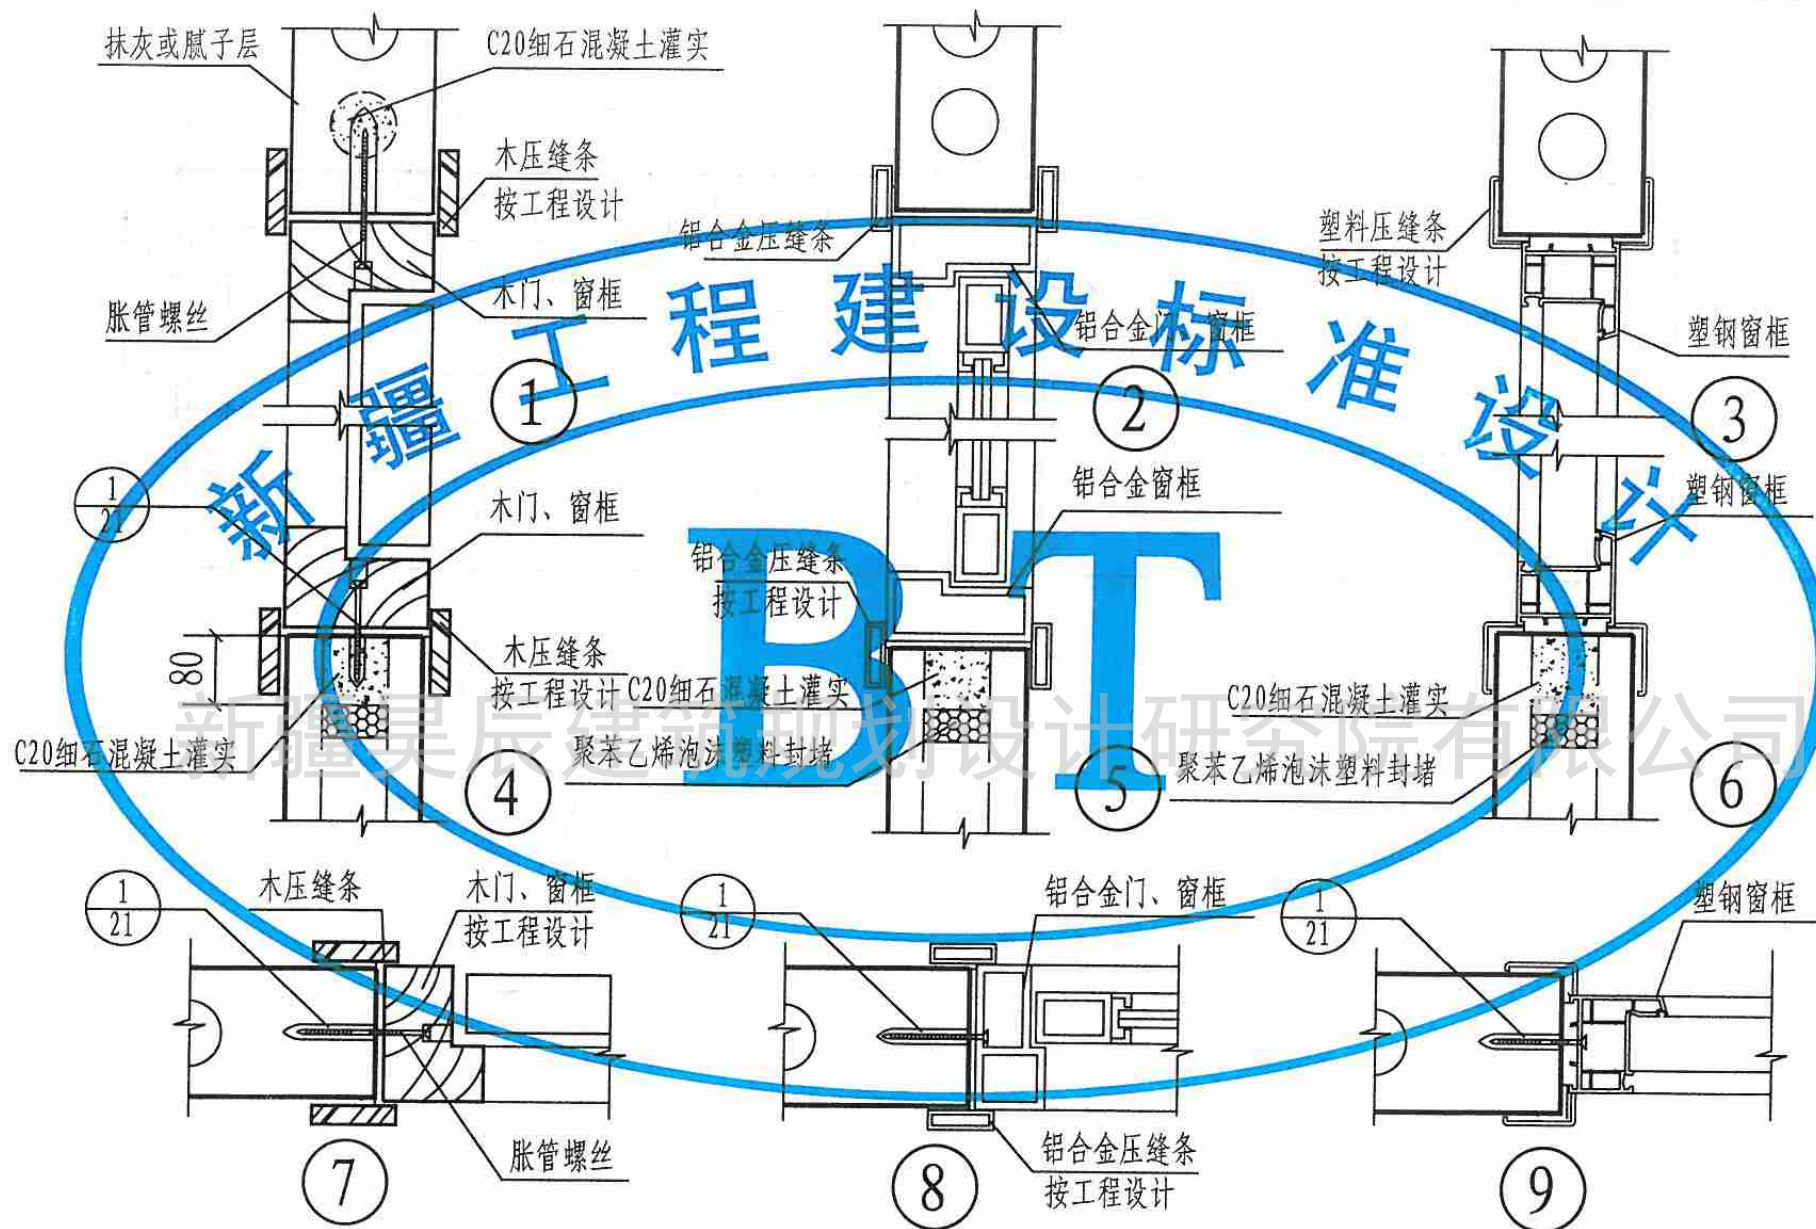 抹灰或腻子层
C20细石混凝土灌实
木压缝条
按工程设计
铝合金压缝条
塑料压缝条
按工程设计
胀管螺丝
木门、窗框
铝合金门、窗框
塑钢窗框
新疆工程建设标准设计
1
2
3
1
21
木门、窗框
铝合金窗框
塑钢窗框
BT
铝合金压缝条
按工程设计
80
木压缝条
按工程设计
C20细石混凝土灌实
C20细石混凝土灌实
新疆昊辰建筑规划设计研究院有限公司
C20细石混凝土灌实
聚苯乙烯泡沫塑料封堵
聚苯乙烯泡沫塑料封堵
4
5
6
1
21
木压缝条
木门、窗框
按工程设计
1
21
铝合金门、窗框
1
21
塑钢窗框
胀管螺丝
铝合金压缝条
按工程设计
7
8
9